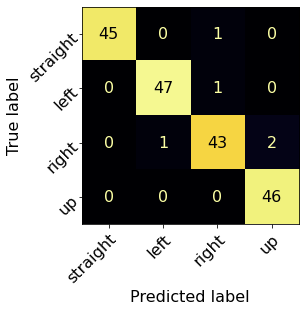 True label
straight 45 0 1 0
left 0 47 1 0
right 0 1 43 2
up 0 0 0 46
straight left right up
Predicted label